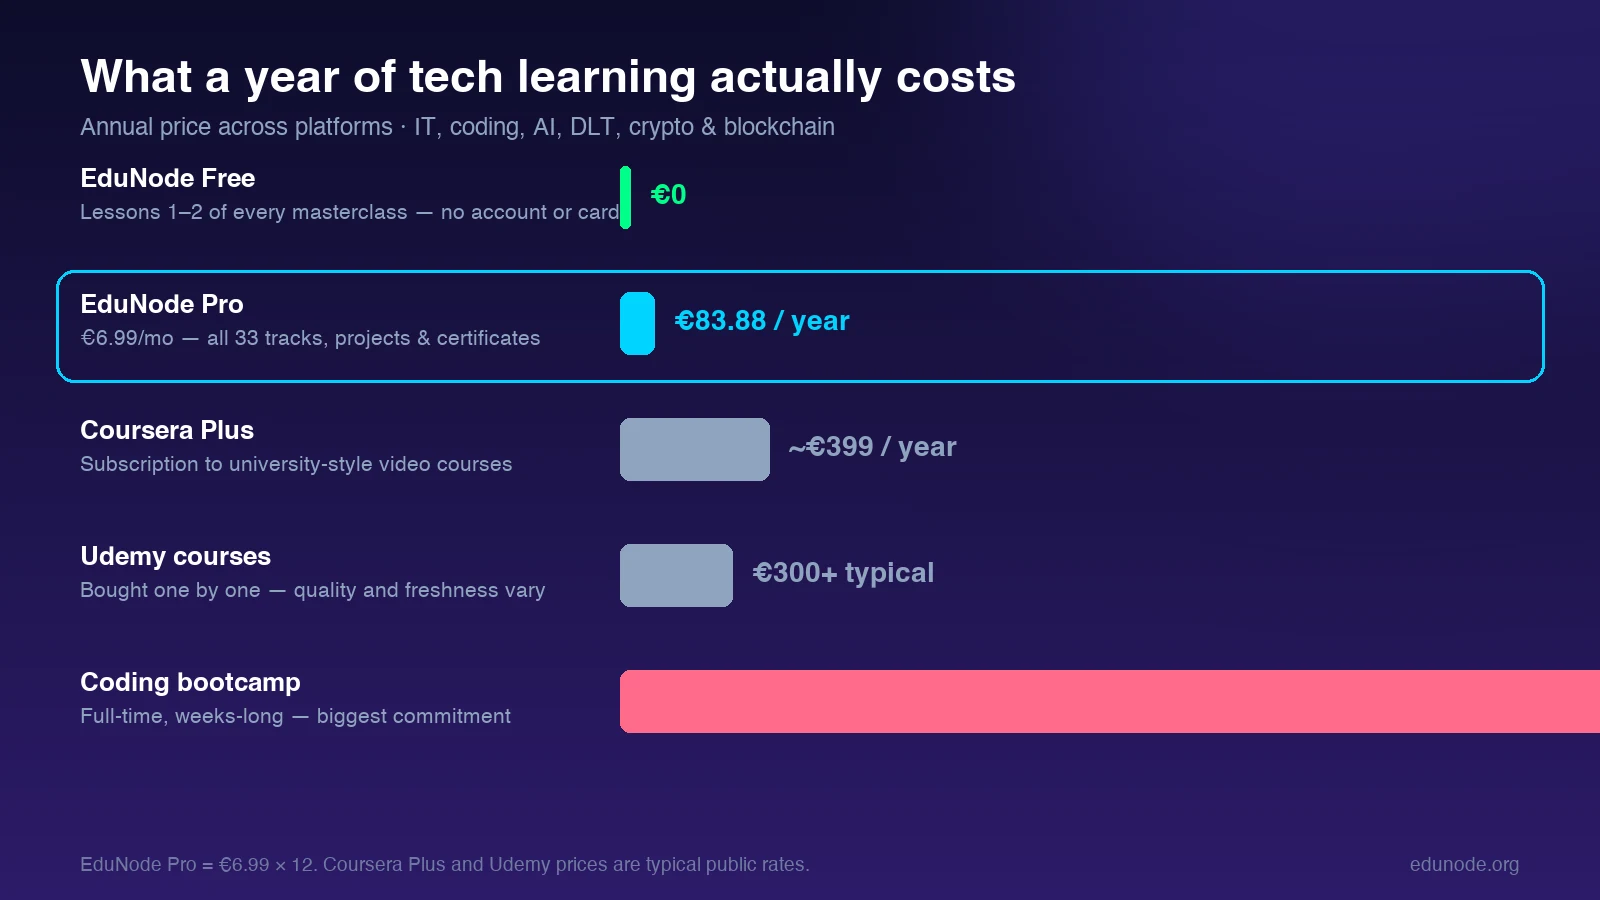 What a year of tech learning actually costs
Annual price across platforms · IT, coding, AI, DLT, crypto & blockchain
EduNode Free
Lessons 1–2 of every masterclass — no account or card
€0
EduNode Pro
€6.99/mo — all 33 tracks, projects & certificates
€83.88 / year
Coursera Plus
Subscription to university-style video courses
~€399 / year
Udemy courses
Bought one by one — quality and freshness vary
€300+ typical
Coding bootcamp
Full-time, weeks-long — biggest commitment
EduNode Pro = €6.99 × 12. Coursera Plus and Udemy prices are typical public rates.
edunode.org